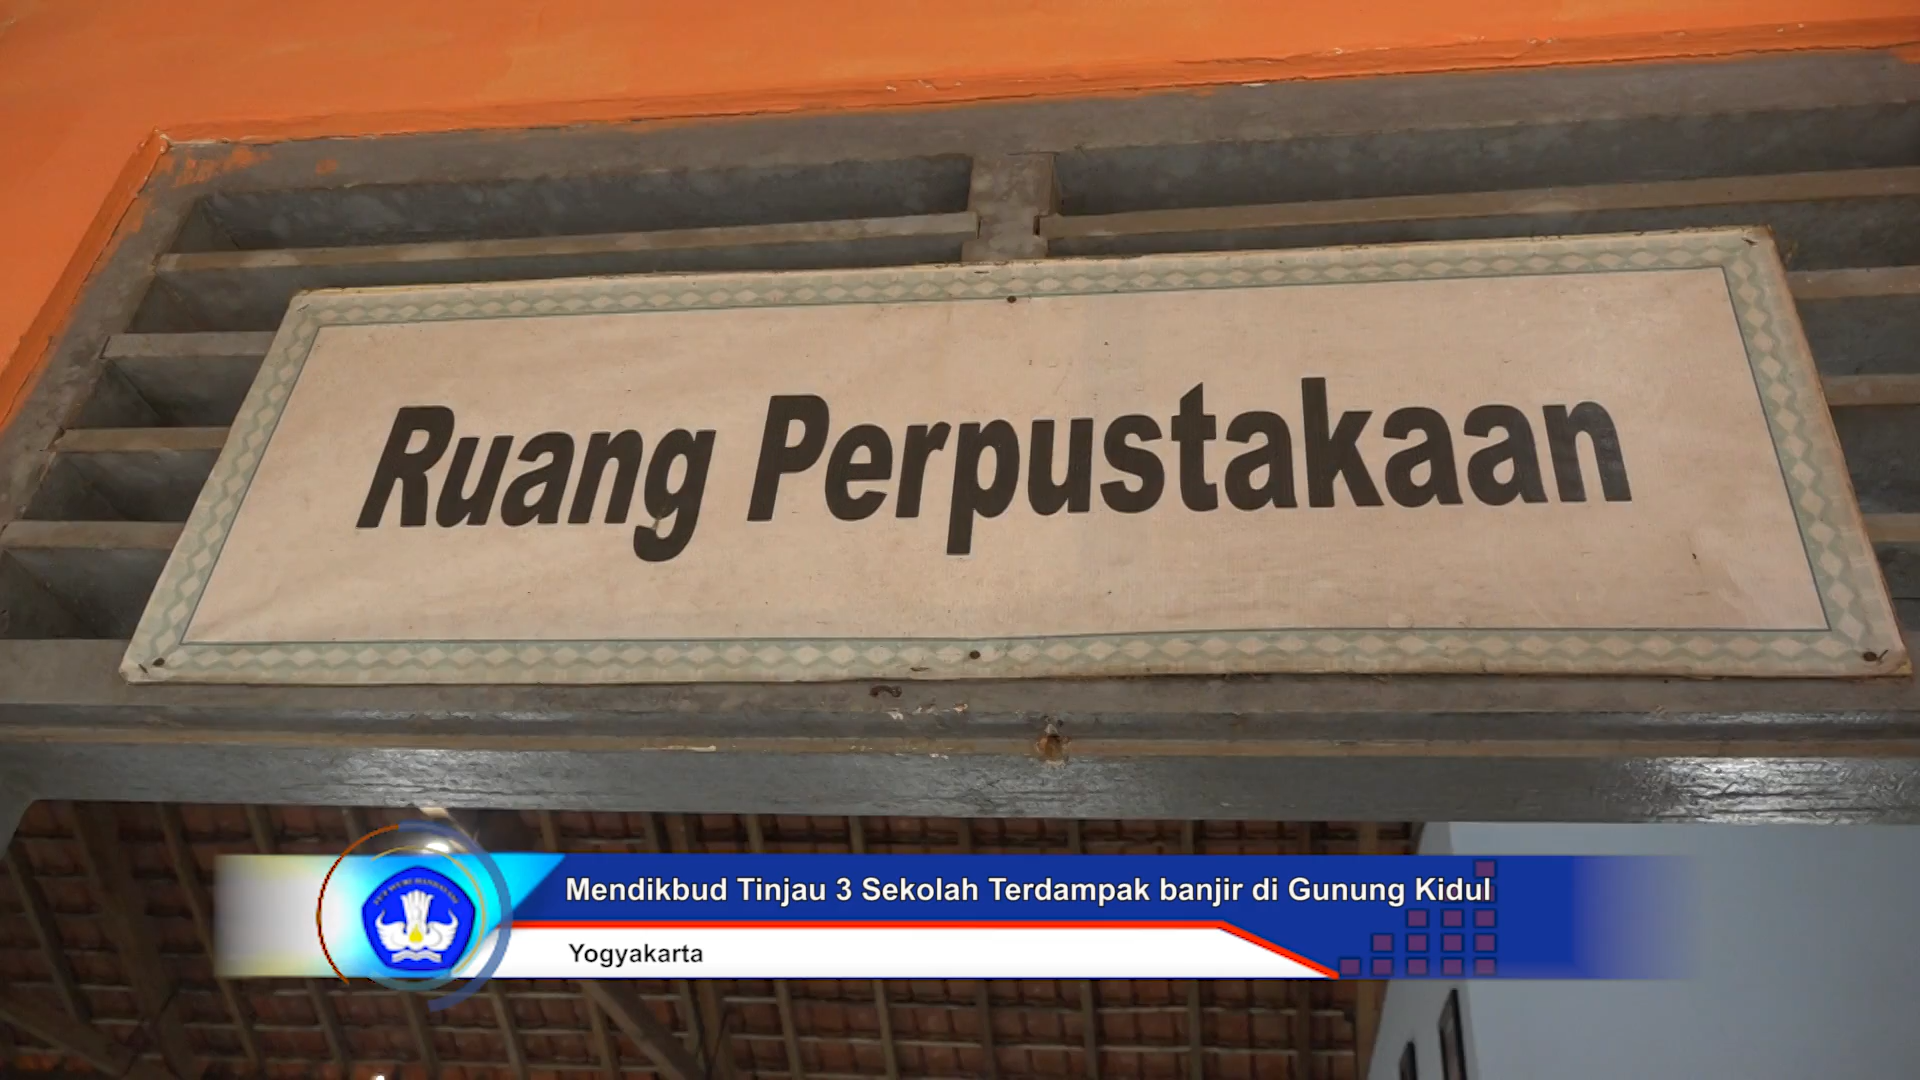 Ruang Perpustakaan
Mendikbud Tinjau 3 Sekolah Terdampak banjir di Gunung Kidul
Yogyakarta